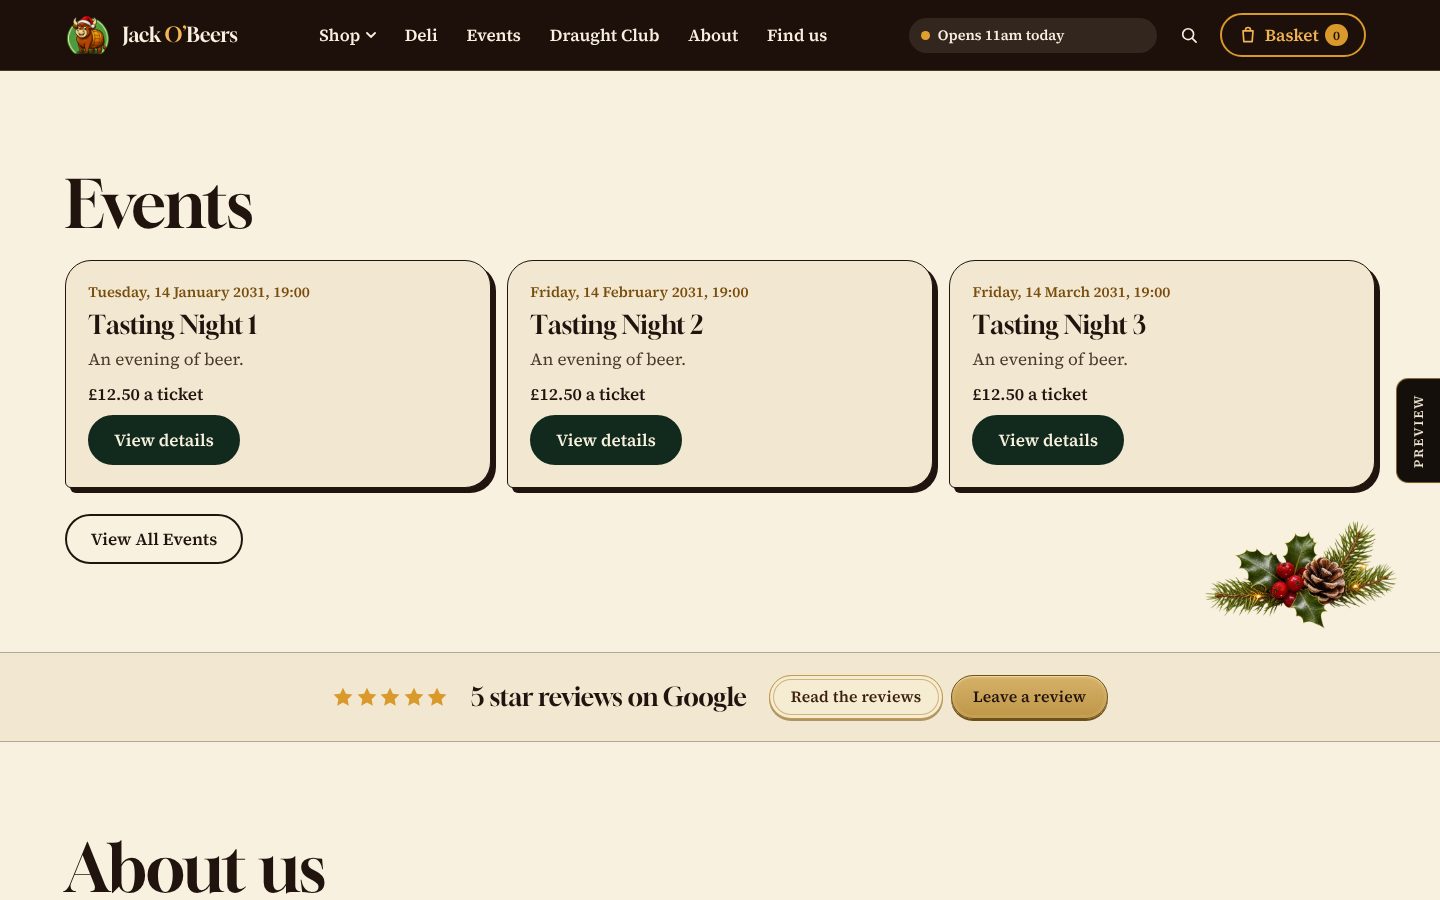 Jack O'Beers
Shop
Deli
Events
Draught Club
About
Find us
Opens 11am today
Basket 0
Events
Tuesday, 14 January 2031, 19:00
Tasting Night 1
An evening of beer.
£12.50 a ticket
View details
Friday, 14 February 2031, 19:00
Tasting Night 2
An evening of beer.
£12.50 a ticket
View details
Friday, 14 March 2031, 19:00
Tasting Night 3
An evening of beer.
£12.50 a ticket
View details
PREVIEW
View All Events
5 star reviews on Google
Read the reviews
Leave a review
About us